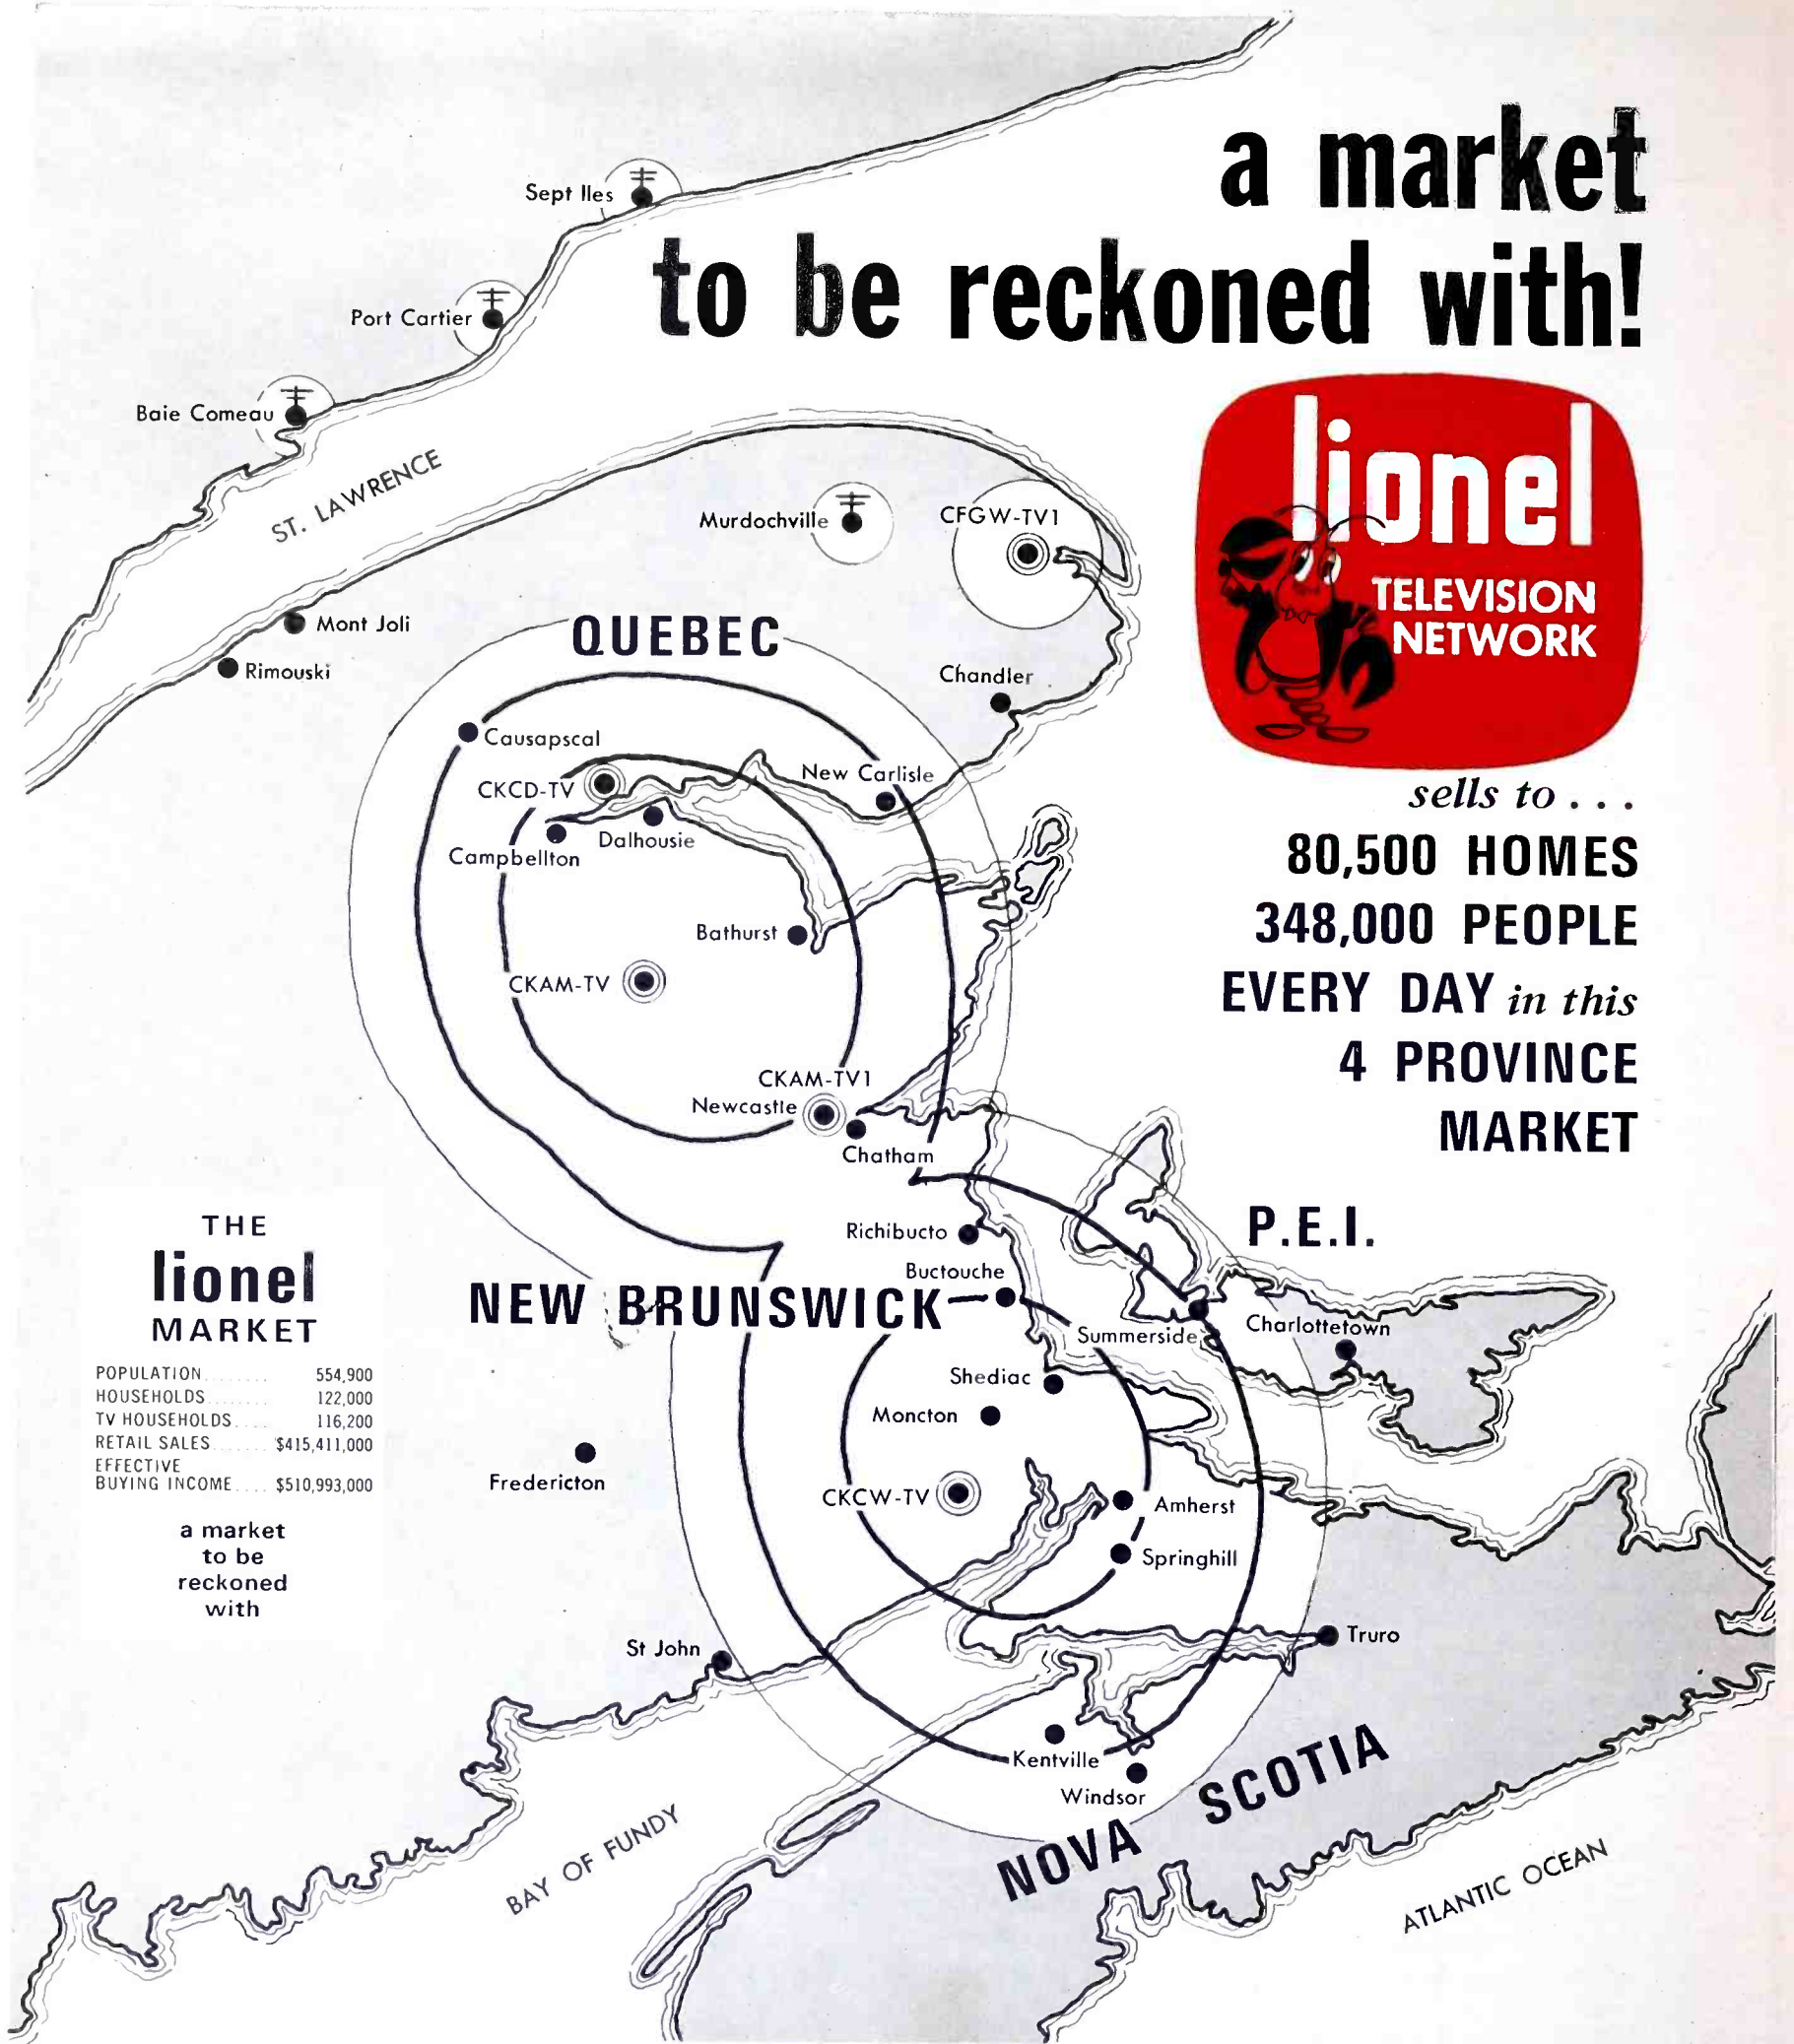 a market
to be reckoned with!
lionel
TELEVISION
NETWORK
sells to . . .
80,500 HOMES
348,000 PEOPLE
EVERY DAY in this
4 PROVINCE
MARKET
Sept Iles
Port Cartier
Baie Comeau
ST. LAWRENCE
Murdochville
CFGW-TV1
Mont Joli
QUEBEC
Rimouski
Chandler
Causapscal
New Carlisle
CKCD-TV
Dalhousie
Campbellton
Bathurst
CKAM-TV
CKAM-TV1
Newcastle
Chatham
P.E.I.
Richibucto
Buctouche
NEW BRUNSWICK
Summerside
Charlottetown
Shediac
Moncton
Fredericton
CKCW-TV
Amherst
Springhill
St John
Truro
Kentville
Windsor
NOVA SCOTIA
BAY OF FUNDY
ATLANTIC OCEAN
THE
lionel
MARKET
POPULATION ........ 554,900
HOUSEHOLDS ........ 122,000
TV HOUSEHOLDS .... 116,200
RETAIL SALES ....... $415,411,000
EFFECTIVE
BUYING INCOME .... $510,993,000
a market
to be
reckoned
with